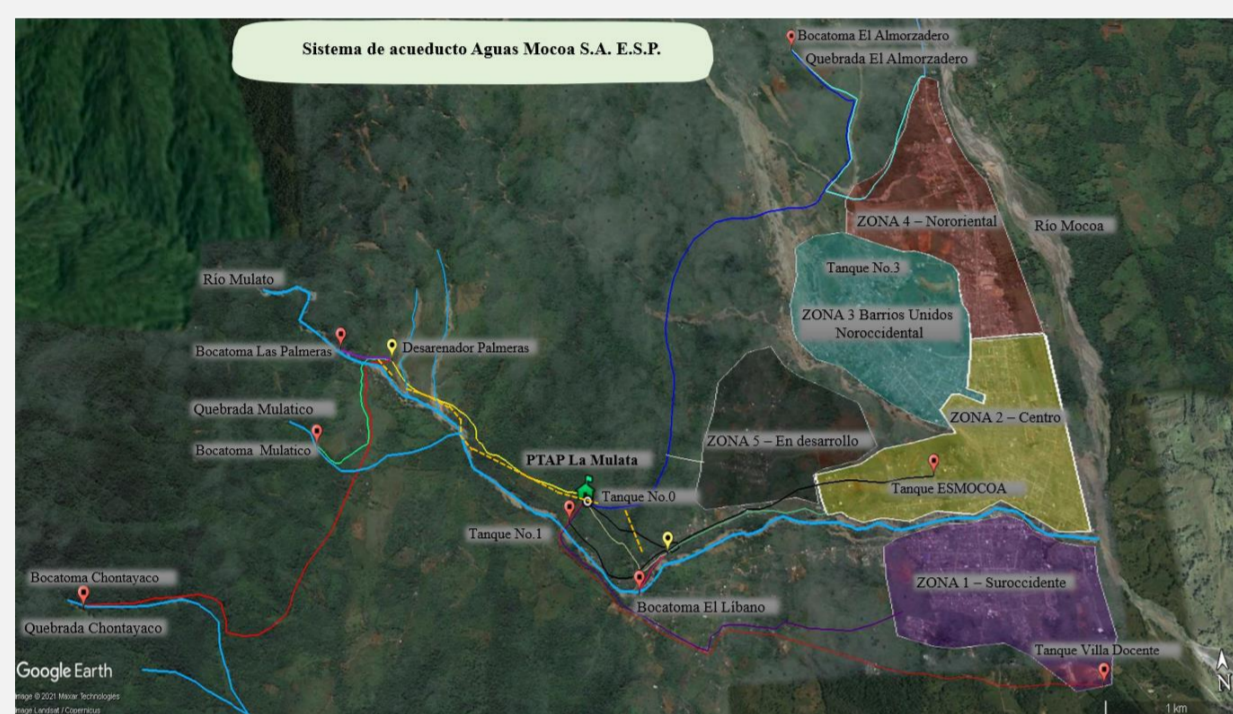 Sistema de acueducto Aguas Mocoa S.A. E.S.P.
Bocatoma El Almorzadero
Quebrada El Almorzadero
ZONA 4 – Nororiental
Río Mocoa
Tanque No.3
ZONA 3 Barrios Unidos
Noroccidental
Río Mulato
Bocatoma Las Palmeras
Desarenador Palmeras
Quebrada Mulatico
Bocatoma Mulatico
ZONA 2 – Centro
ZONA 5 – En desarrollo
PTAP La Mulata
Tanque No.0
Tanque ESMOCOA
Tanque No.1
Bocatoma Chontayaco
Quebrada Chontayaco
Bocatoma El Líbano
ZONA 1 – Suroccidente
Tanque Villa Docente
Google Earth
Image © 2021 Maxar Technologies
Image Landsat / Copernicus
N
1 km